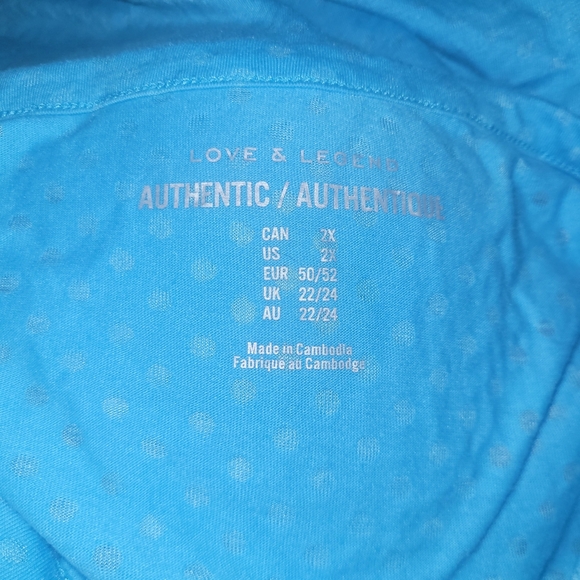 LOVE & LEGEND
AUTHENTIC / AUTHENTIQUE
CAN 2X
US 2X
EUR 50/52
UK 22/24
AU 22/24
Made in Cambodia
Fabriqué au Cambodge